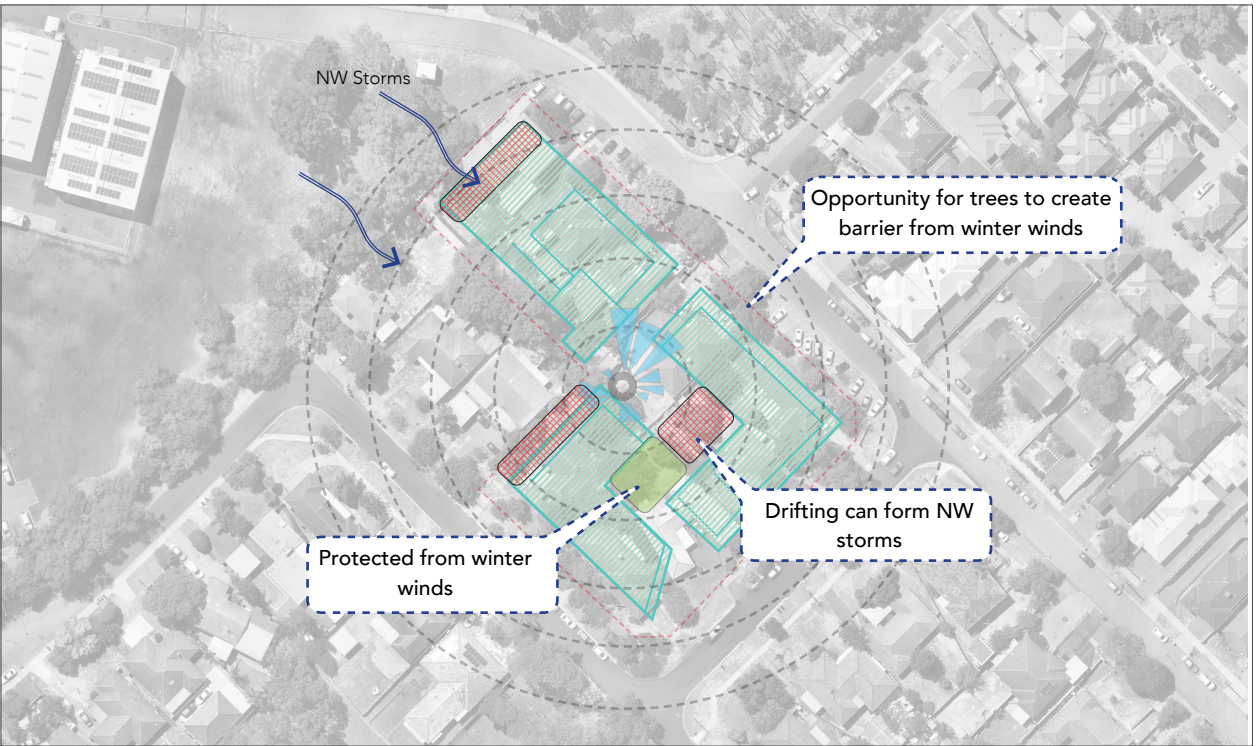 NW Storms
Opportunity for trees to create
barrier from winter winds
Drifting can form NW
storms
Protected from winter
winds